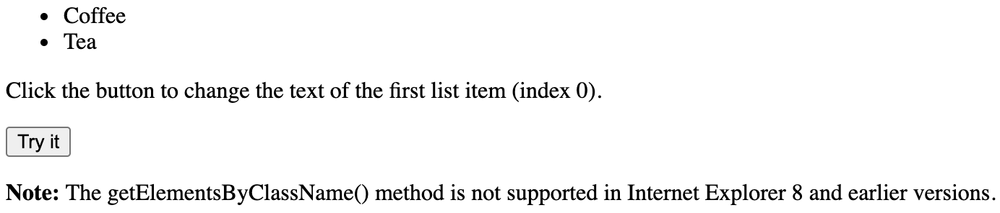 Coffee
Tea
Click the button to change the text of the first list item (index 0).
Try it
Note: The getElementsByClassName() method is not supported in Internet Explorer 8 and earlier versions.